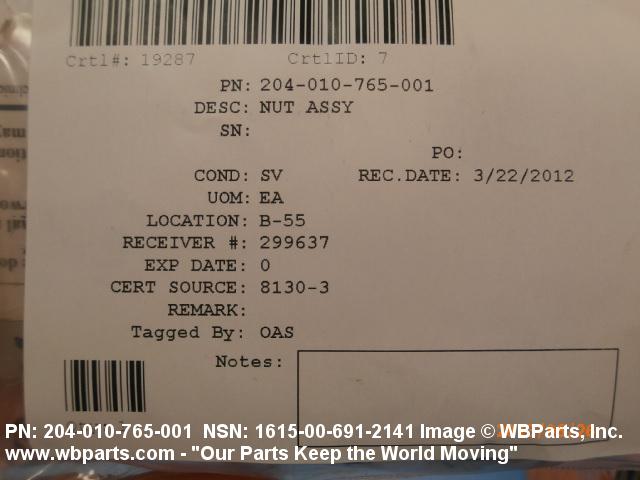 Crtl#: 19287 CrtlID: 7
PN: 204-010-765-001
DESC: NUT ASSY
SN:
PO:
COND: SV REC.DATE: 3/22/2012
UOM: EA
LOCATION: B-55
RECEIVER #: 299637
EXP DATE: 0
CERT SOURCE: 8130-3
REMARK:
Tagged By: OAS
Notes:
PN: 204-010-765-001 NSN: 1615-00-691-2141 Image © WBParts, Inc.
www.wbparts.com - "Our Parts Keep the World Moving"